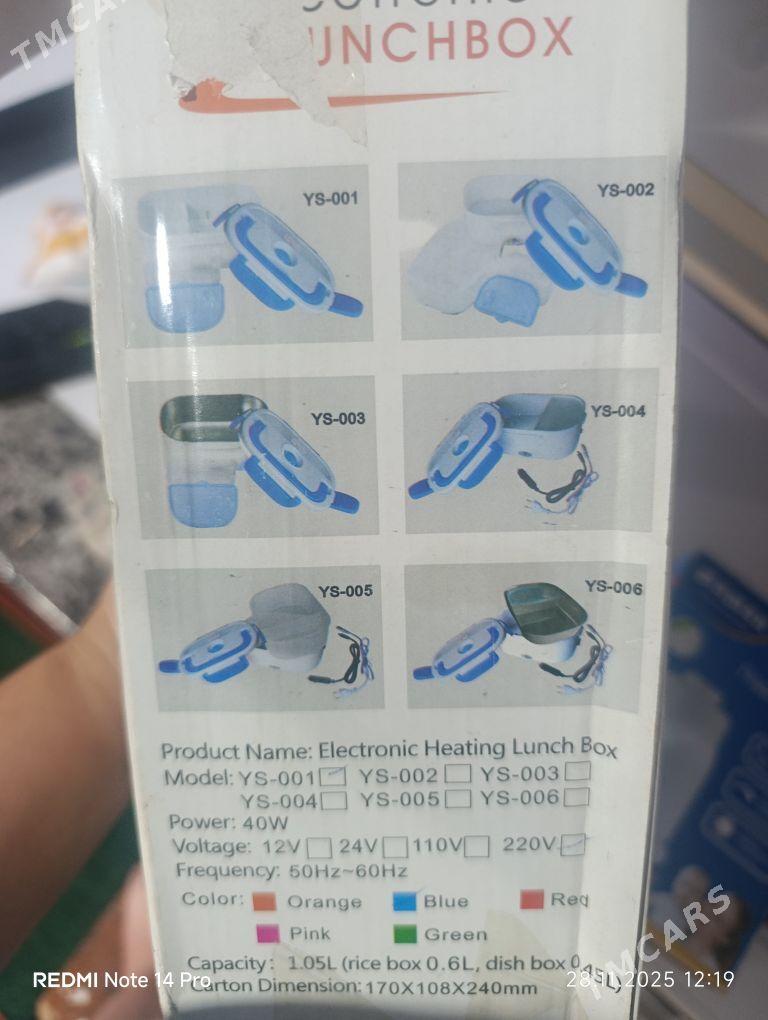 TMCARS
LUNCHBOX
YS-001
YS-002
YS-003
YS-004
YS-005
YS-006
Product Name: Electronic Heating Lunch Box
Model: YS-001 YS-002 YS-003
YS-004 YS-005 YS-006
Power: 40W
Voltage: 12V 24V 110V 220V
Frequency: 50Hz~60Hz
Color: Orange Blue Red
Pink Green
Capacity: 1.05L (rice box 0.6L, dish box 0.45L)
Carton Dimension: 170X108X240mm
REDMI Note 14 Pro
28.11.2025 12:19
TMCARS